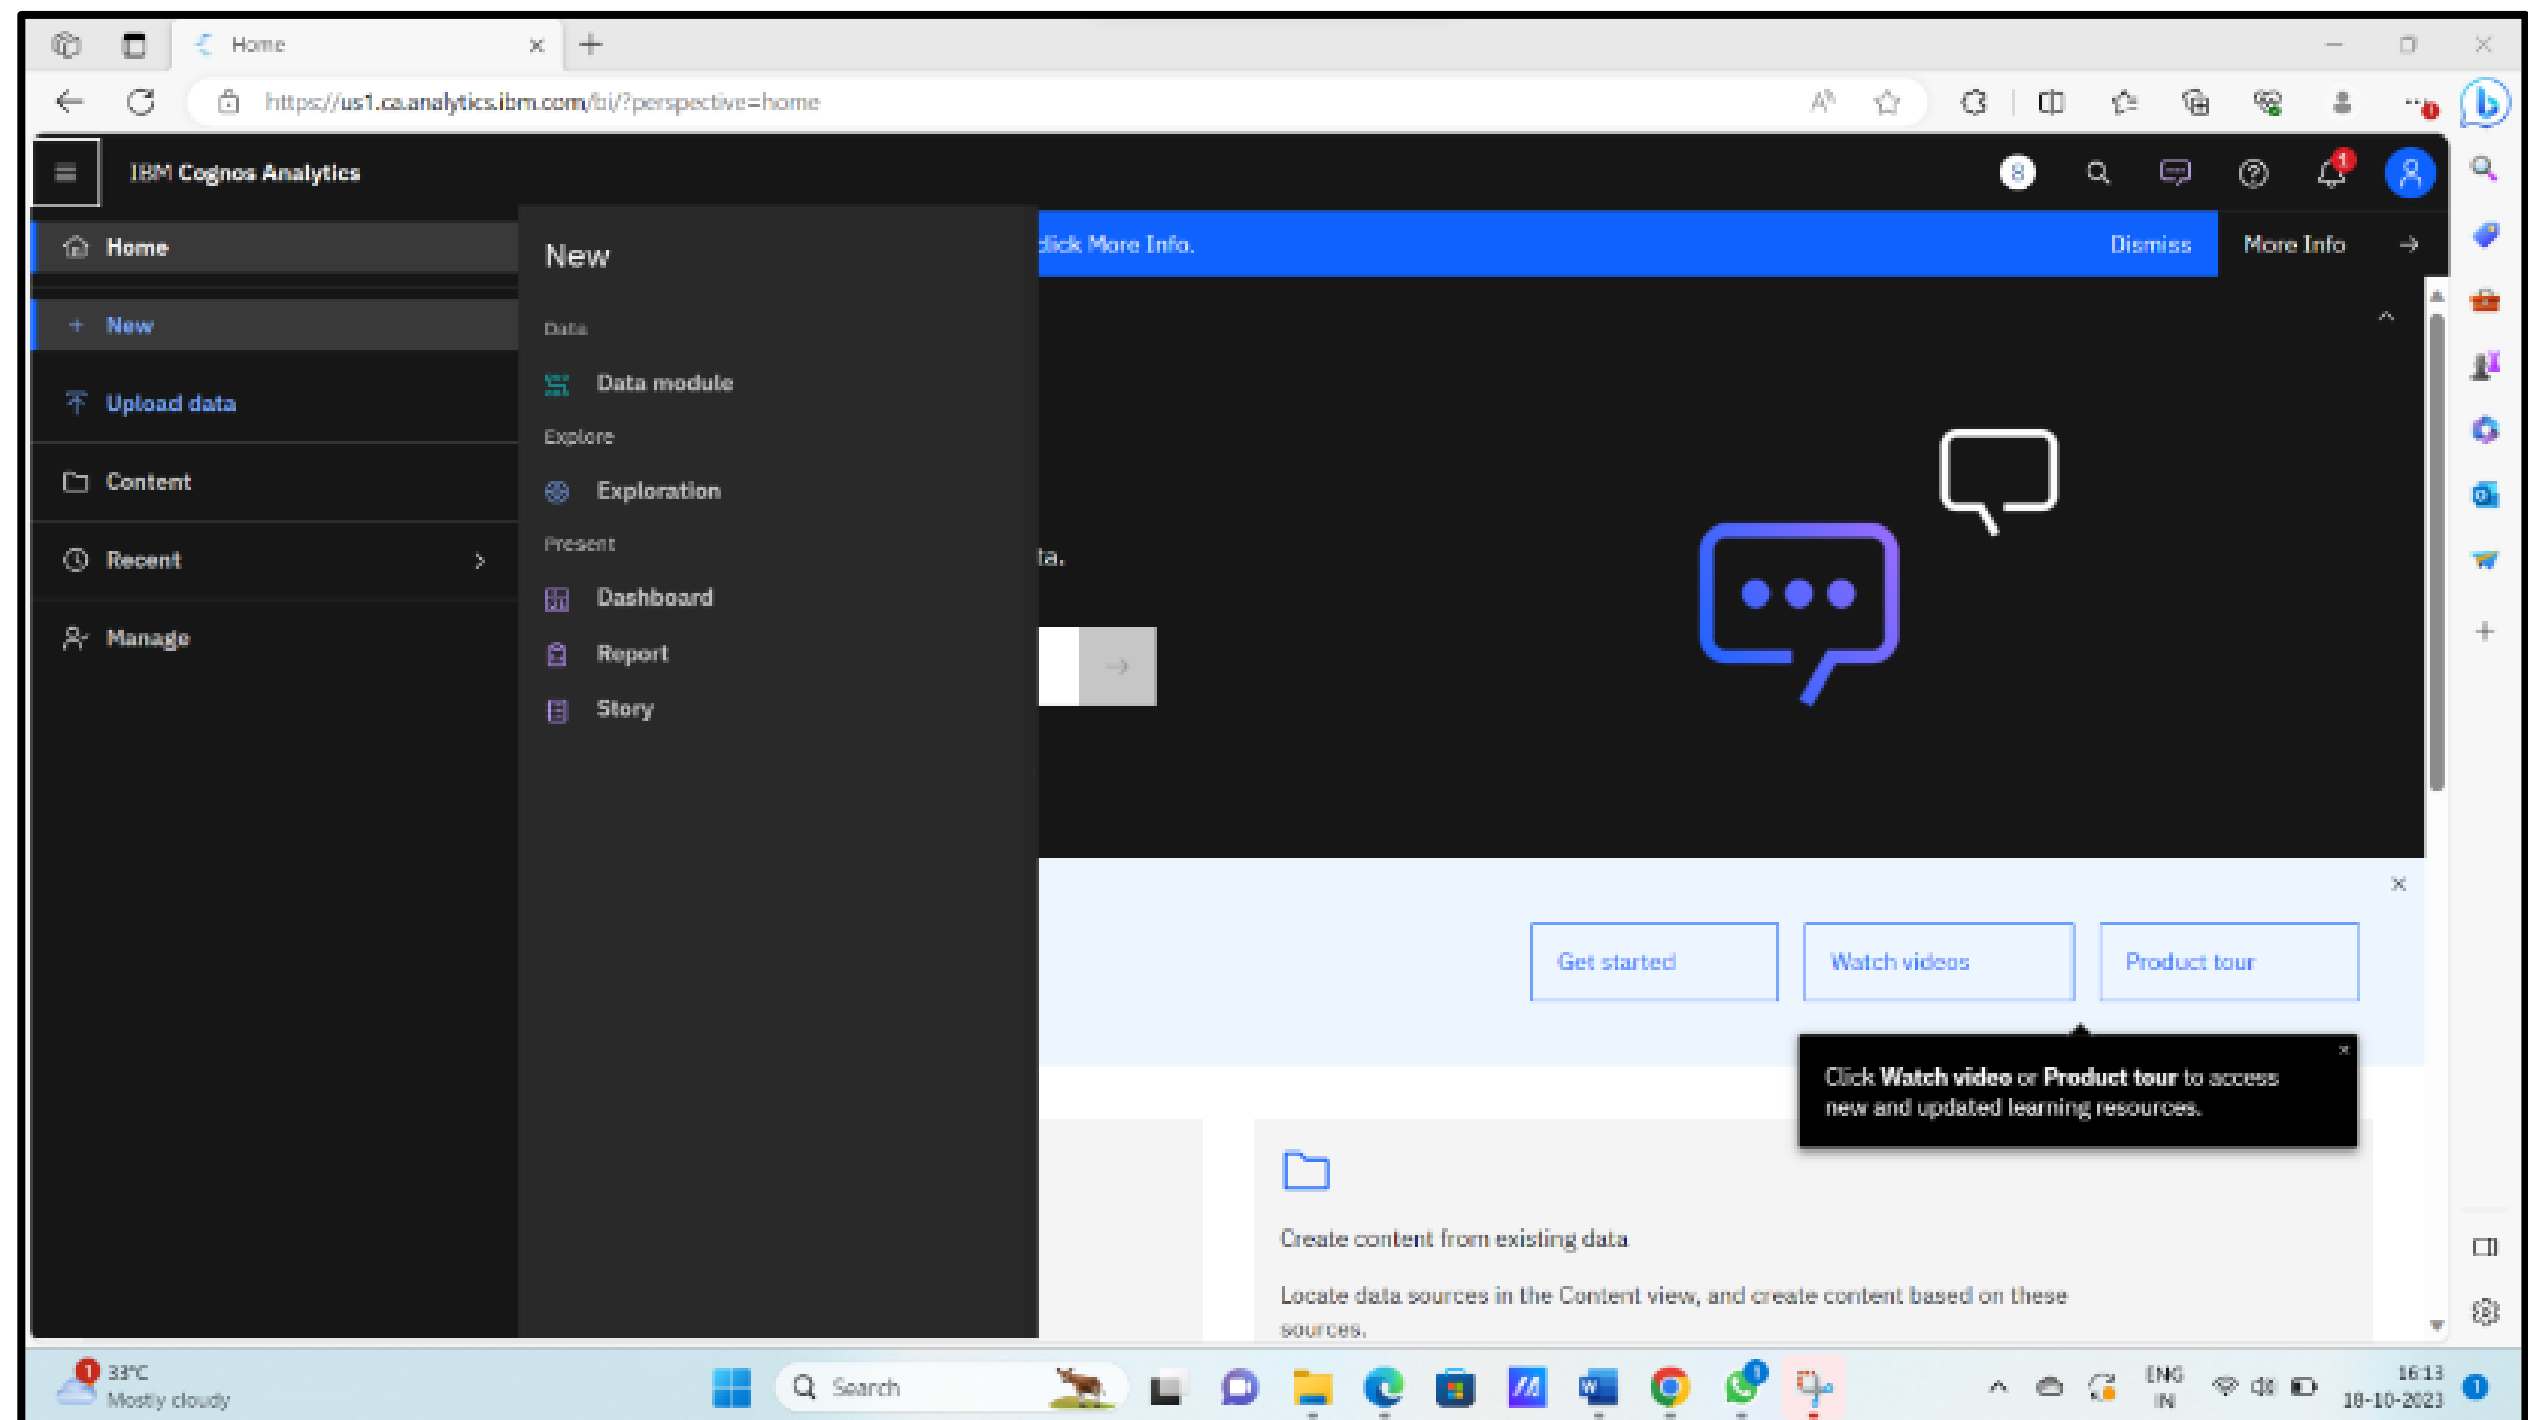 Home
https://us1.ca.analytics.ibm.com/bi/?perspective=home
IBM Cognos Analytics
8
1
Home
New
Upload data
Content
Recent
Manage
New
Data
Data module
Explore
Exploration
Present
Dashboard
Report
Story
click More Info.
Dismiss
More Info
ta.
Get started
Watch videos
Product tour
Click Watch video or Product tour to access
new and updated learning resources.
Create content from existing data
Locate data sources in the Content view, and create content based on these
sources.
1
33°C
Mostly cloudy
Search
ENG
IN
16:13
18-10-2023
1